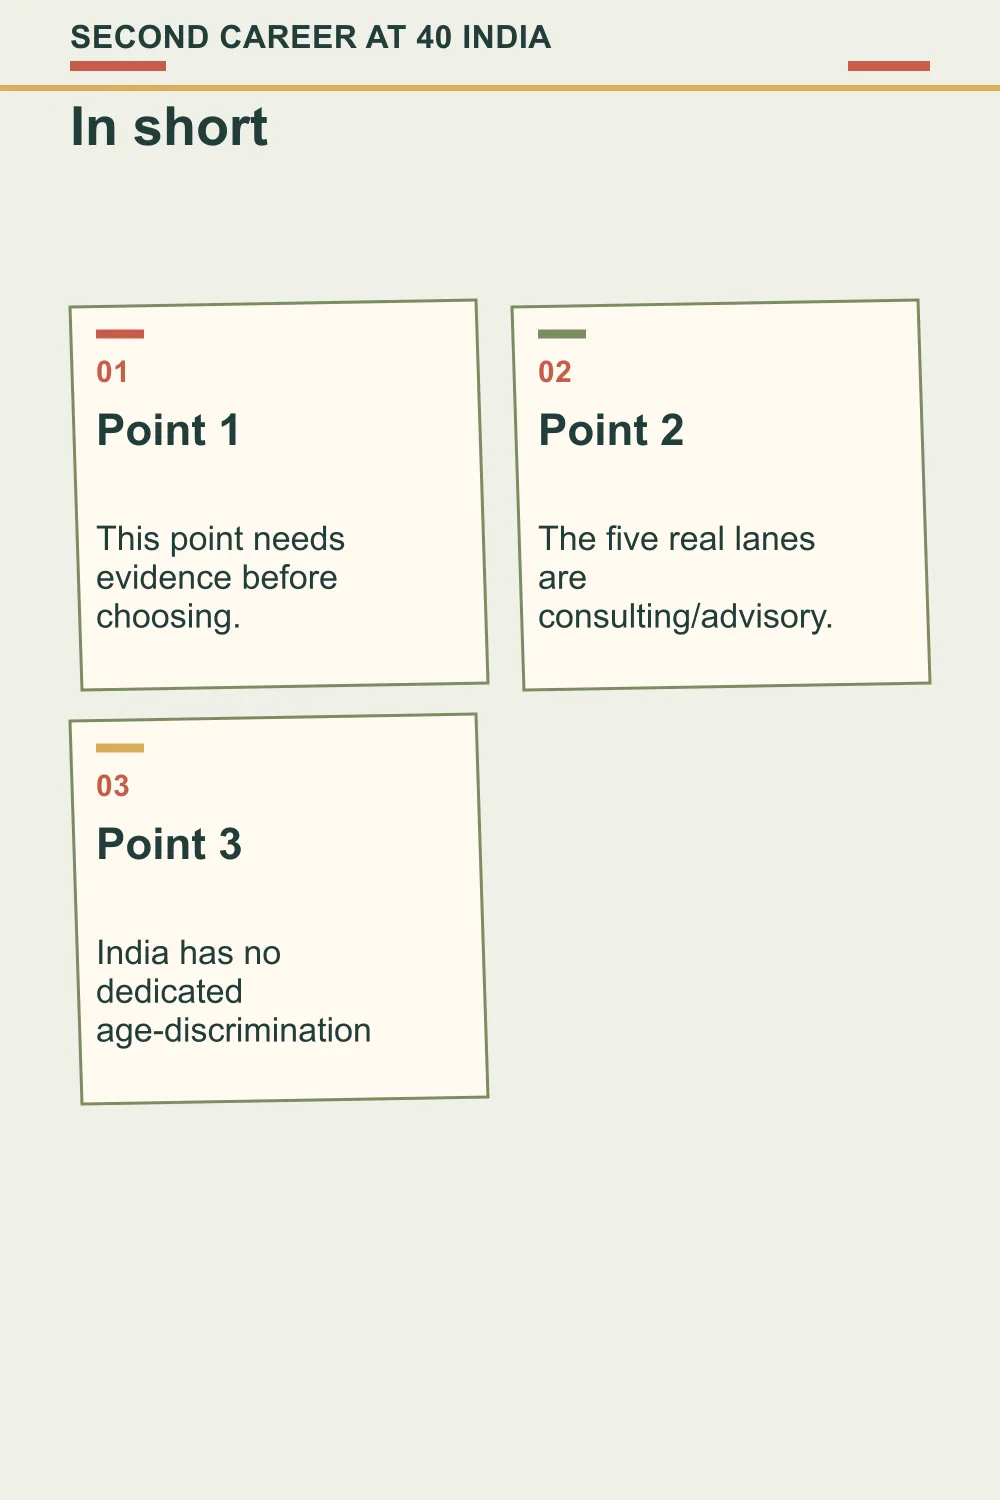 SECOND CAREER AT 40 INDIA
In short
01
Point 1
This point needs
evidence before
choosing.
02
Point 2
The five real lanes
are
consulting/advisory.
03
Point 3
India has no
dedicated
age-discrimination